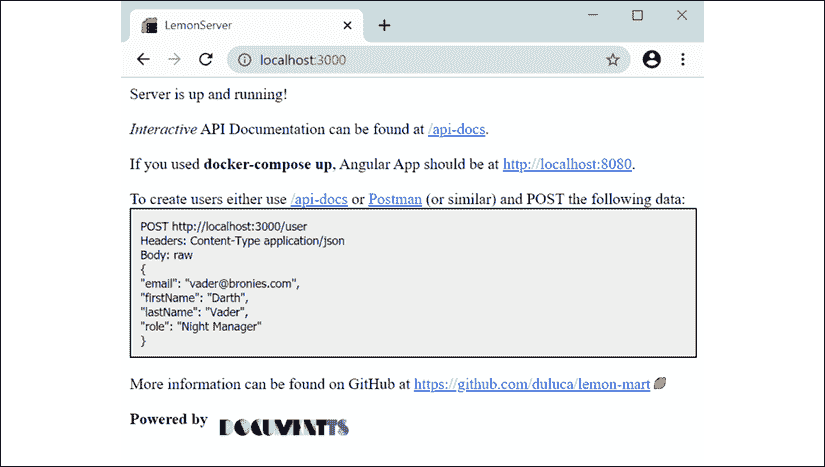 LemonServer
localhost:3000
Server is up and running!
Interactive API Documentation can be found at /api-docs.
If you used docker-compose up, Angular App should be at http://localhost:8080.
To create users either use /api-docs or Postman (or similar) and POST the following data:
POST http://localhost:3000/user
Headers: Content-Type application/json
Body: raw
{
"email": "vader@bronies.com",
"firstName": "Darth",
"lastName": "Vader",
"role": "Night Manager"
}
More information can be found on GitHub at https://github.com/duluca/lemon-mart
Powered by DOCUMENTTS